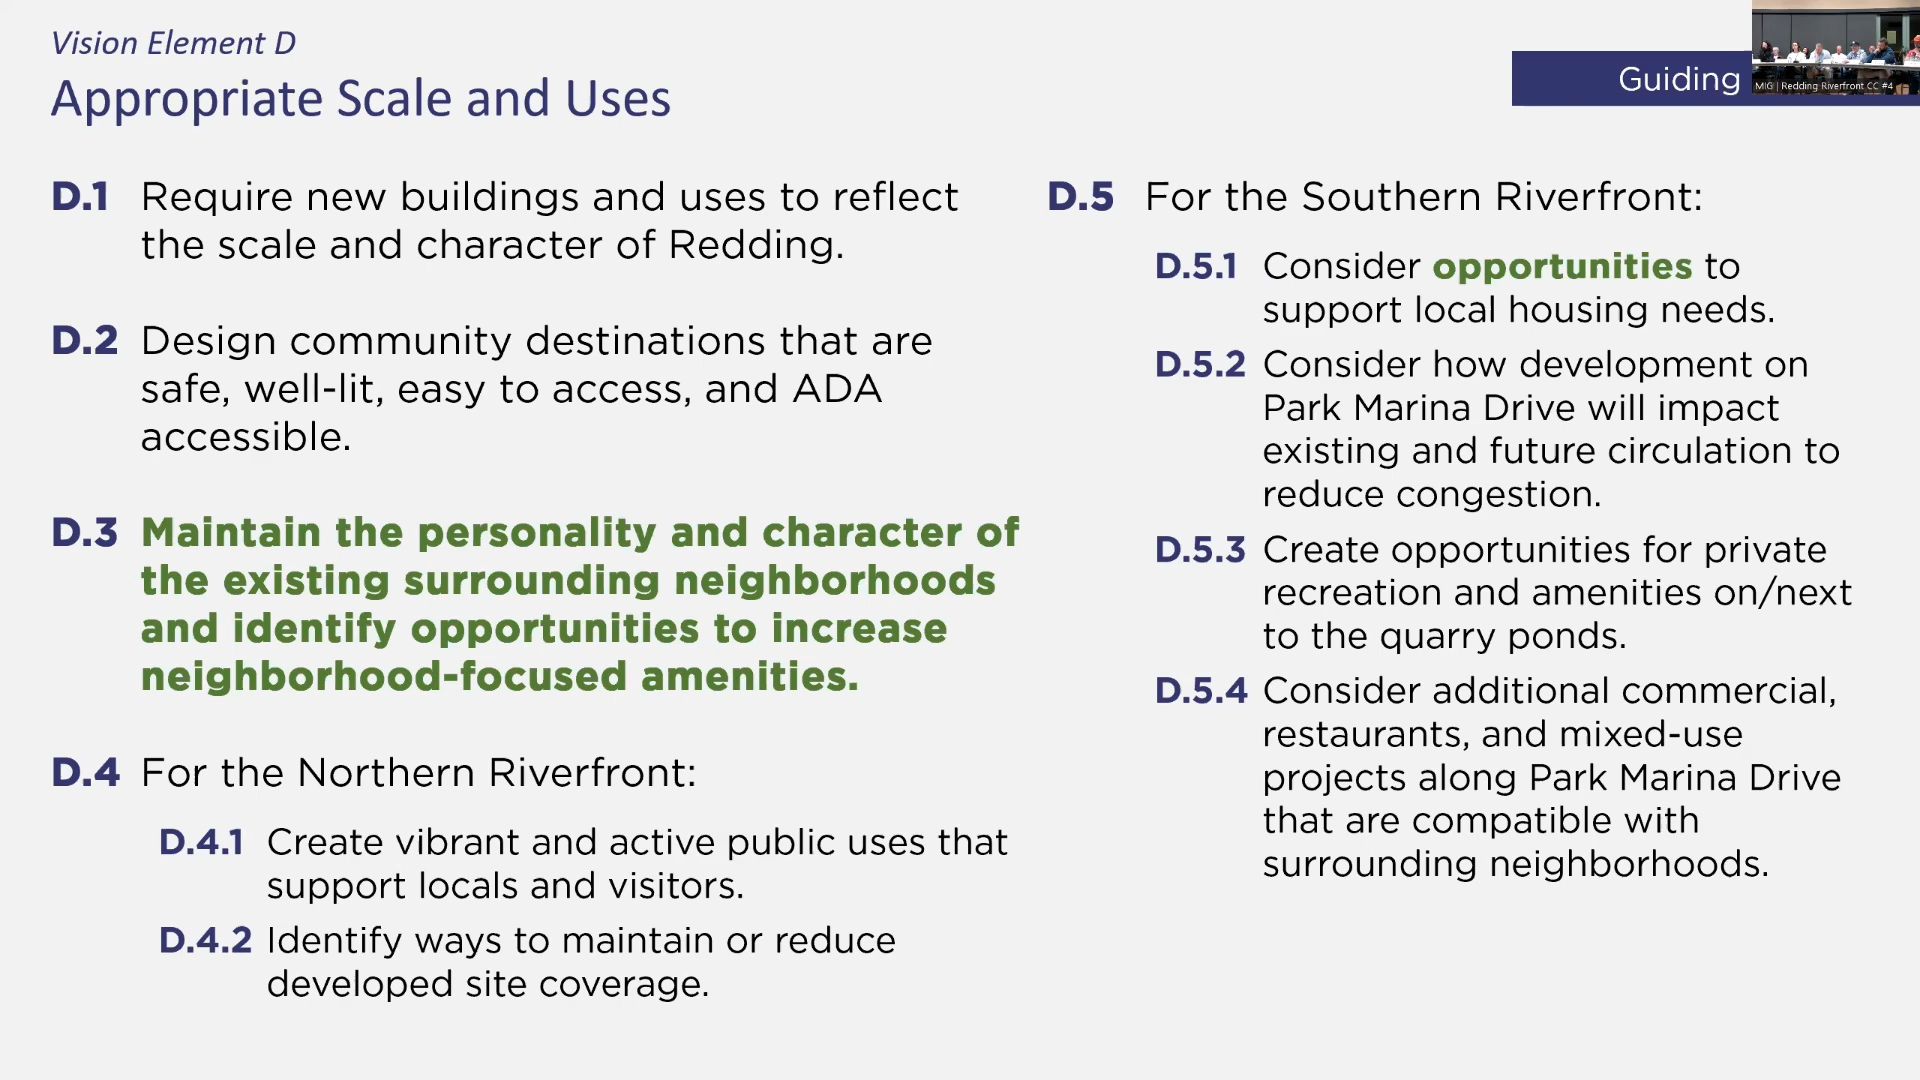 Vision Element D
Appropriate Scale and Uses
Guiding
MIG | Redding Riverfront CC #4
D.1 Require new buildings and uses to reflect
the scale and character of Redding.
D.2 Design community destinations that are
safe, well-lit, easy to access, and ADA
accessible.
D.3 Maintain the personality and character of
the existing surrounding neighborhoods
and identify opportunities to increase
neighborhood-focused amenities.
D.4 For the Northern Riverfront:
D.4.1 Create vibrant and active public uses that
support locals and visitors.
D.4.2 Identify ways to maintain or reduce
developed site coverage.
D.5 For the Southern Riverfront:
D.5.1 Consider opportunities to
support local housing needs.
D.5.2 Consider how development on
Park Marina Drive will impact
existing and future circulation to
reduce congestion.
D.5.3 Create opportunities for private
recreation and amenities on/next
to the quarry ponds.
D.5.4 Consider additional commercial,
restaurants, and mixed-use
projects along Park Marina Drive
that are compatible with
surrounding neighborhoods.